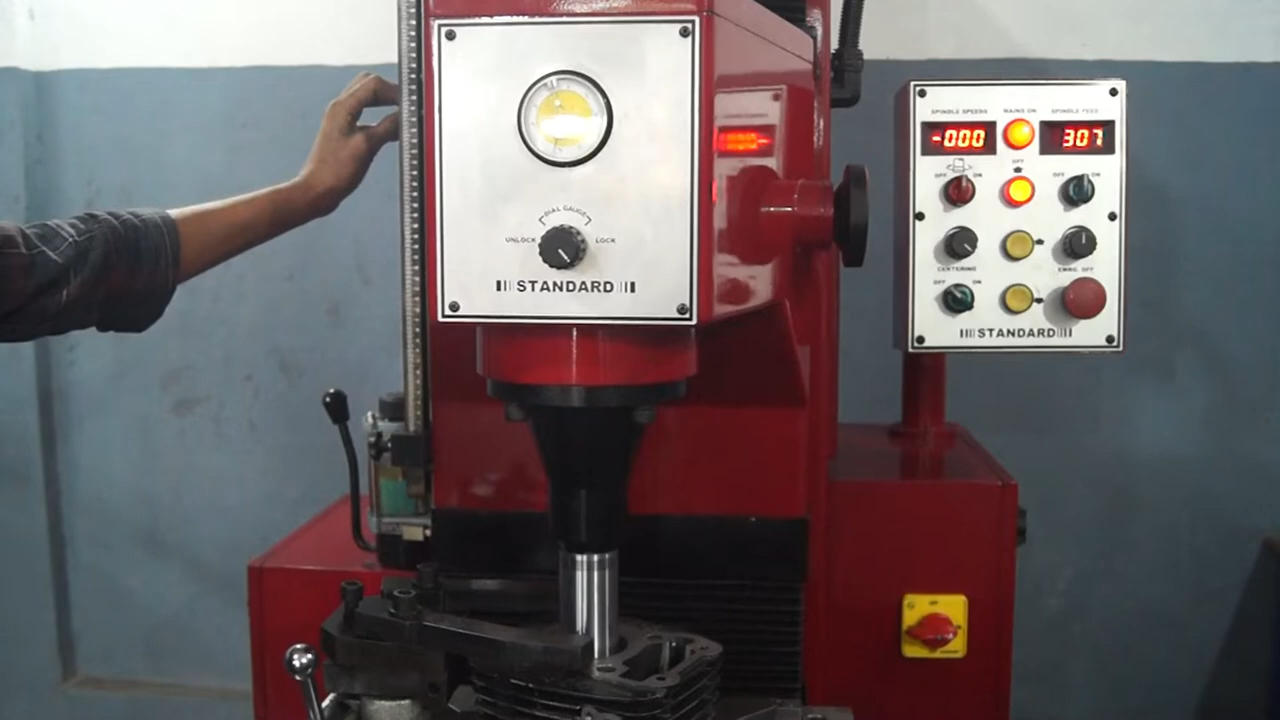 DIAL GAUGE
UNLOCK
LOCK
STANDARD
SPINDLE SPEEDS
MAINS ON
SPINDLE FEED
-000
307
OFF
OFF
ON
OFF
ON
CENTERING
EMRG. OFF
OFF
ON
STANDARD